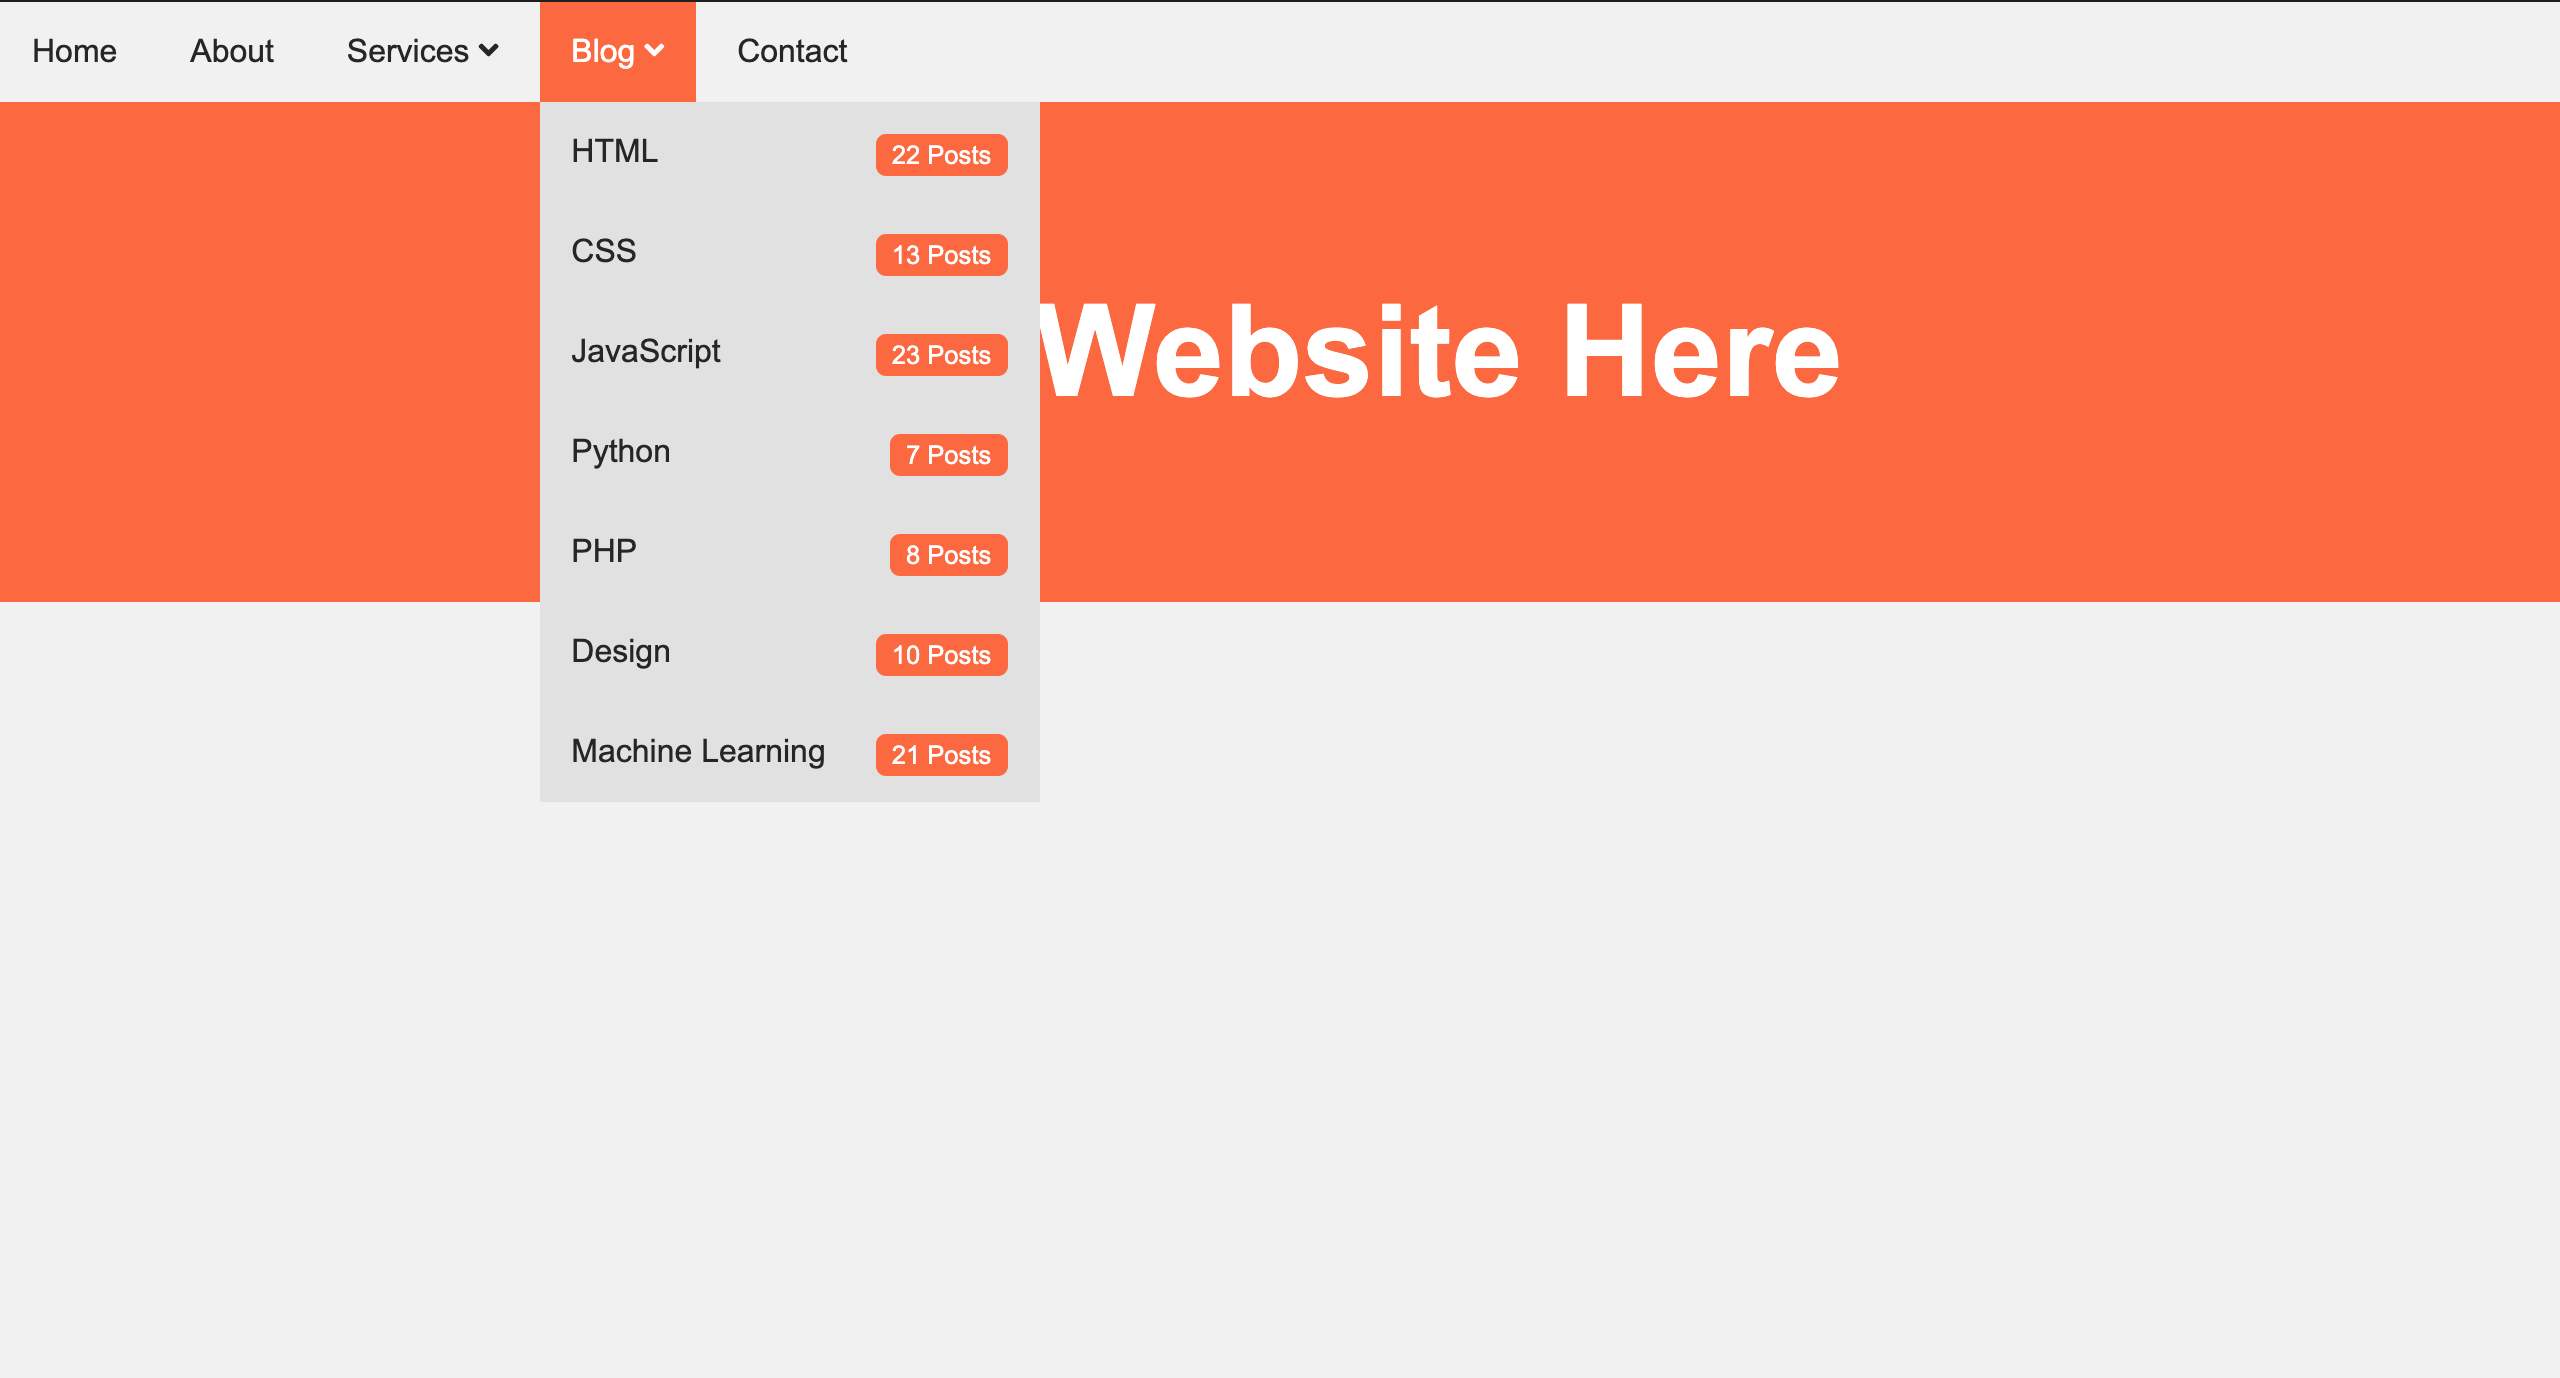 Home About Services Blog Contact
HTML 22 Posts
CSS 13 Posts
JavaScript 23 Posts
Website Here
Python 7 Posts
PHP 8 Posts
Design 10 Posts
Machine Learning 21 Posts